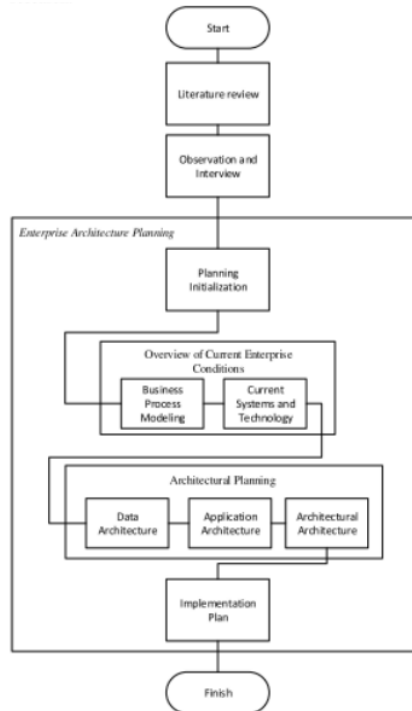 Start
Literature review
Observation and
Interview
Enterprise Architecture Planning
Planning
Initialization
Overview of Current Enterprise
Conditions
Business
Process
Modeling
Current
Systems and
Technology
Architectural Planning
Data
Architecture
Application
Architecture
Architectural
Architecture
Implementation
Plan
Finish